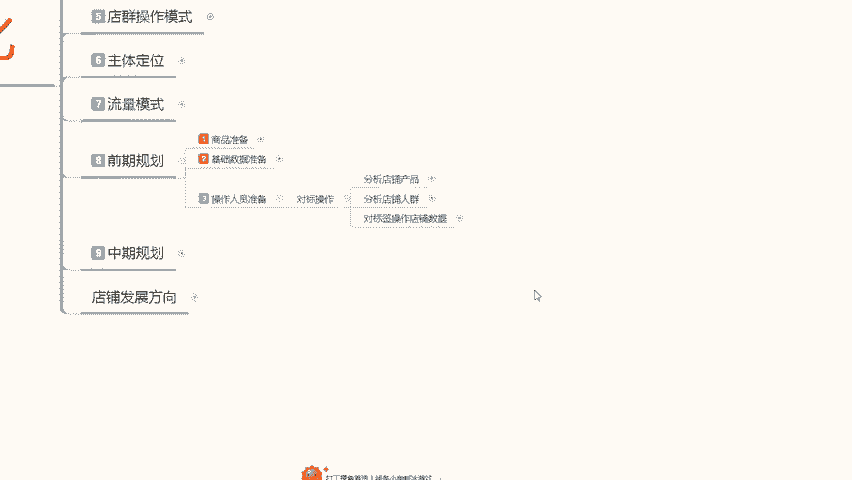 5 店群操作模式
6 主体定位
7 流量模式
8 前期规划
1 商品准备
2 基础数据准备
3 操作人员准备
对标操作
分析店铺产品
分析店铺人群
对标签操作店铺数据
9 中期规划
店铺发展方向